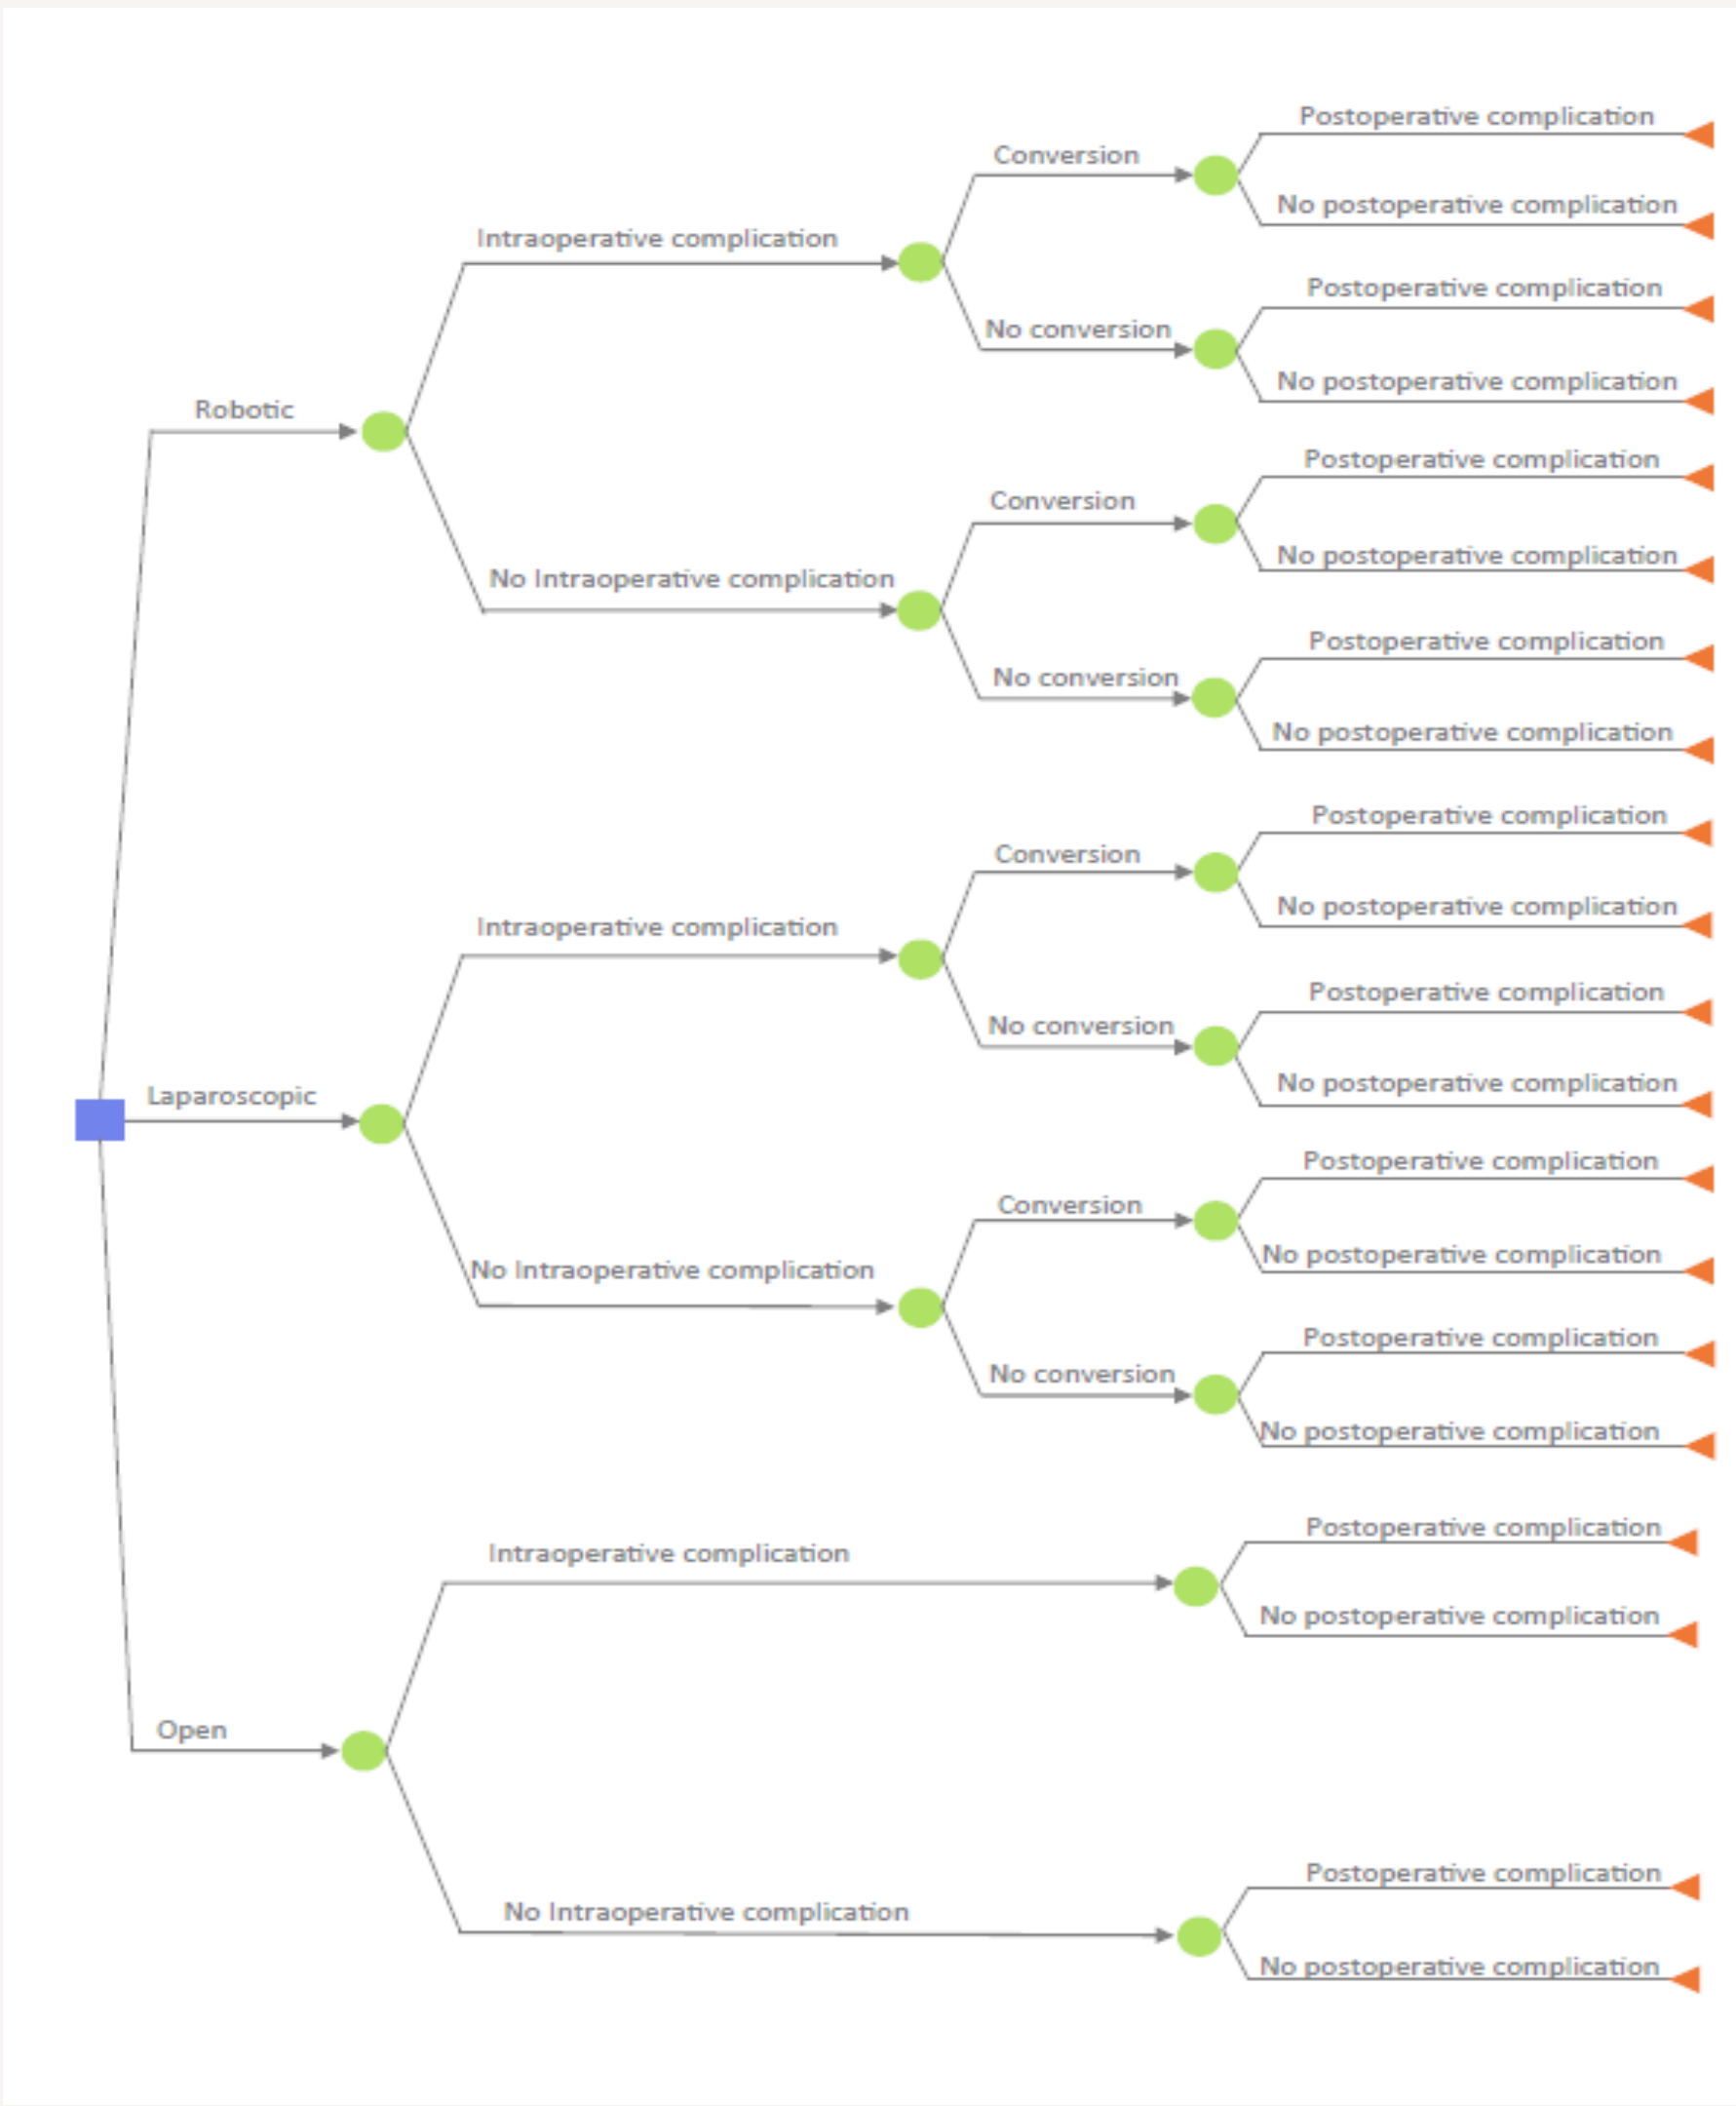 Postoperative complication
Conversion
No postoperative complication
Intraoperative complication
Postoperative complication
No conversion
No postoperative complication
Robotic
Postoperative complication
Conversion
No postoperative complication
No Intraoperative complication
Postoperative complication
No conversion
No postoperative complication
Postoperative complication
Conversion
No postoperative complication
Intraoperative complication
Postoperative complication
No conversion
No postoperative complication
Laparoscopic
Postoperative complication
Conversion
No postoperative complication
No Intraoperative complication
Postoperative complication
No conversion
No postoperative complication
Postoperative complication
Intraoperative complication
No postoperative complication
Open
Postoperative complication
No Intraoperative complication
No postoperative complication